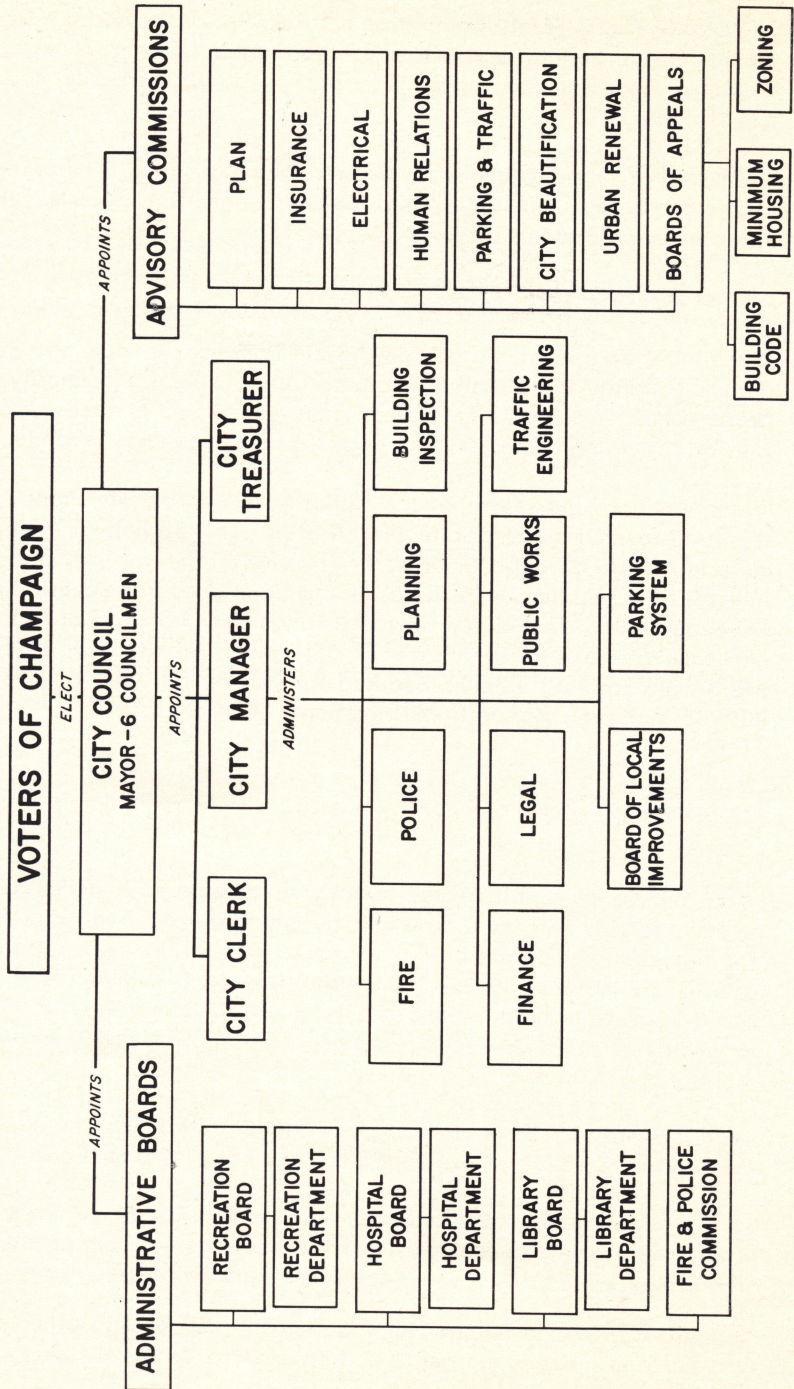 VOTERS OF CHAMPAIGN
ELECT
CITY COUNCIL
MAYOR-6 COUNCILMEN
APPOINTS
APPOINTS
APPOINTS
ADMINISTRATIVE BOARDS
RECREATION
BOARD
RECREATION
DEPARTMENT
HOSPITAL
BOARD
HOSPITAL
DEPARTMENT
LIBRARY
BOARD
LIBRARY
DEPARTMENT
FIRE & POLICE
COMMISSION
CITY CLERK
CITY MANAGER
CITY
TREASURER
ADMINISTERS
FIRE
POLICE
PLANNING
BUILDING
INSPECTION
FINANCE
LEGAL
PUBLIC WORKS
TRAFFIC
ENGINEERING
BOARD OF LOCAL
IMPROVEMENTS
PARKING
SYSTEM
ADVISORY COMMISSIONS
PLAN
INSURANCE
ELECTRICAL
HUMAN RELATIONS
PARKING & TRAFFIC
CITY BEAUTIFICATION
URBAN RENEWAL
BOARDS OF APPEALS
BUILDING
CODE
MINIMUM
HOUSING
ZONING